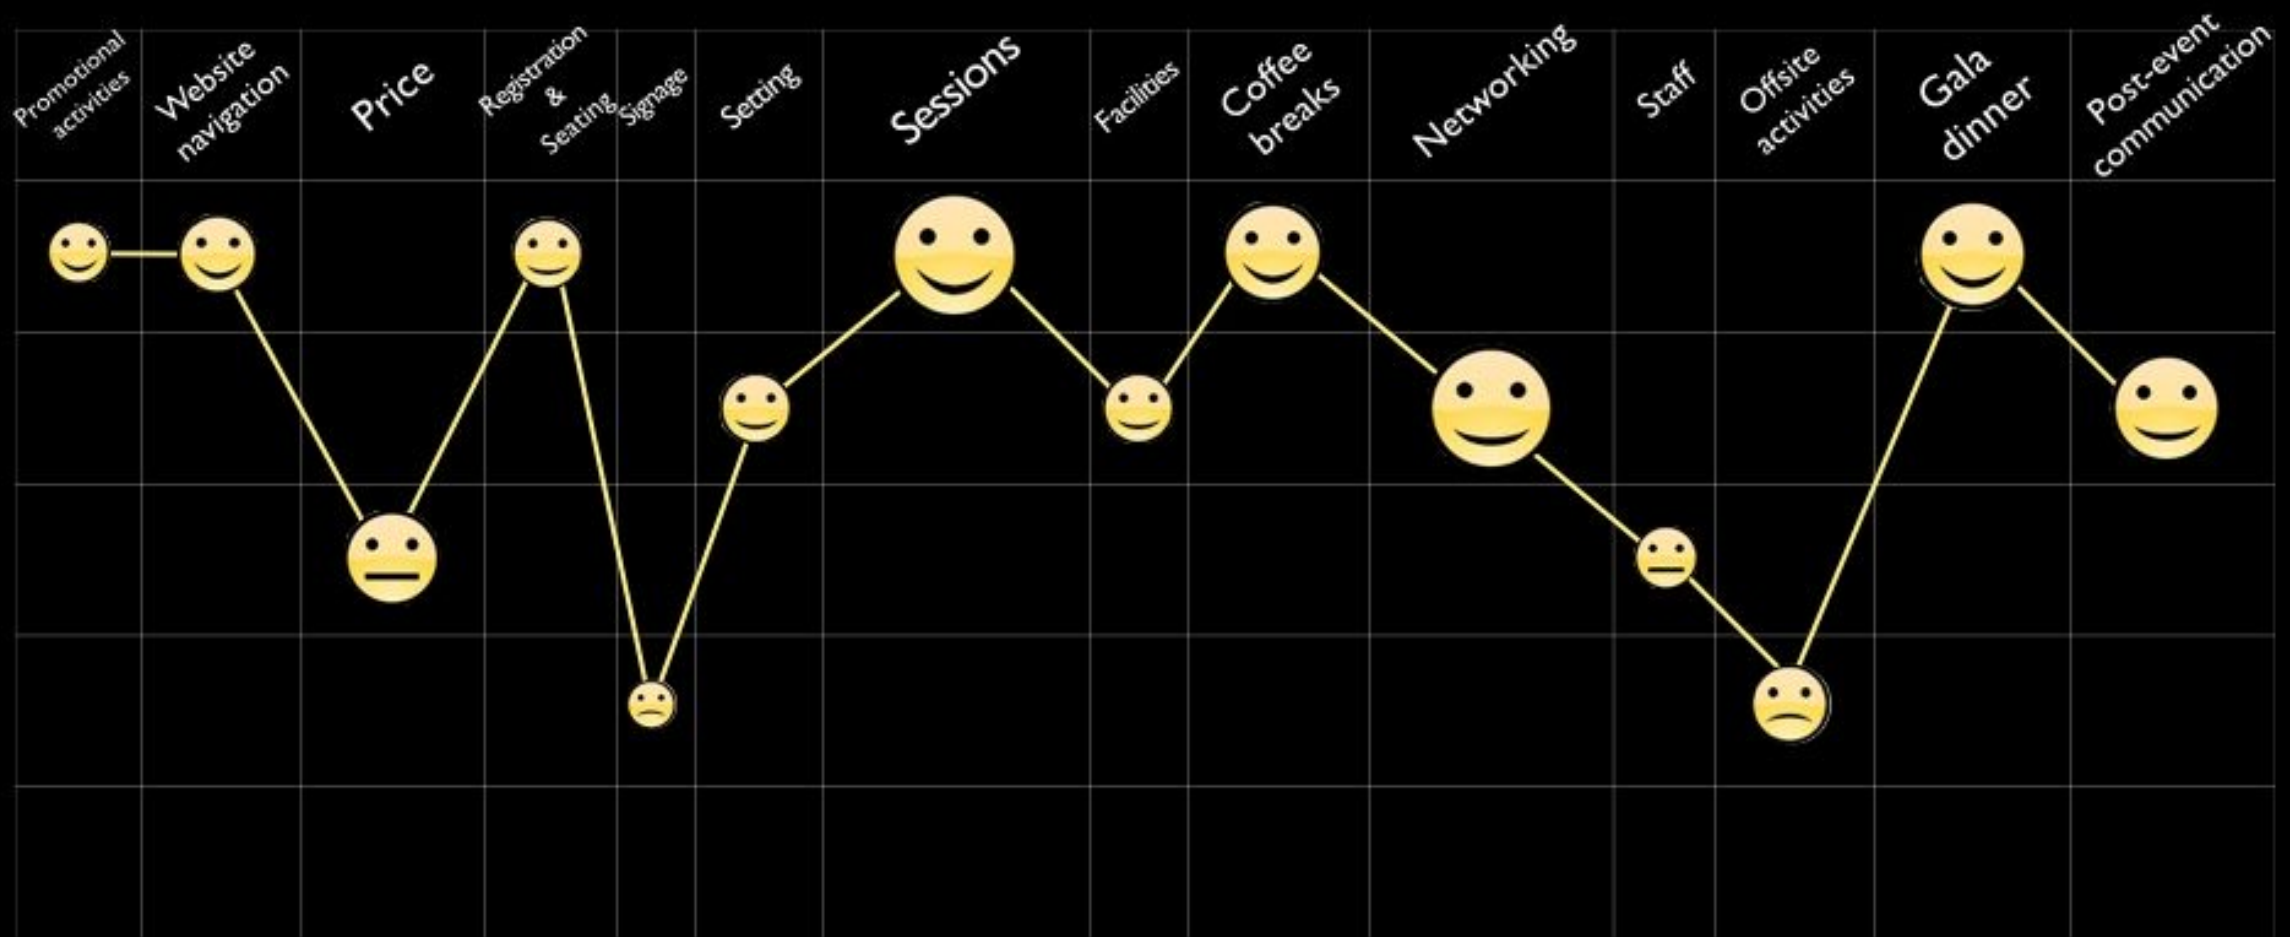 Promotional
activities
Website
navigation
Price
Registration
&
Seating
Signage
Setting
Sessions
Facilities
Coffee
breaks
Networking
Staff
Offsite
activities
Gala
dinner
Post-event
communication